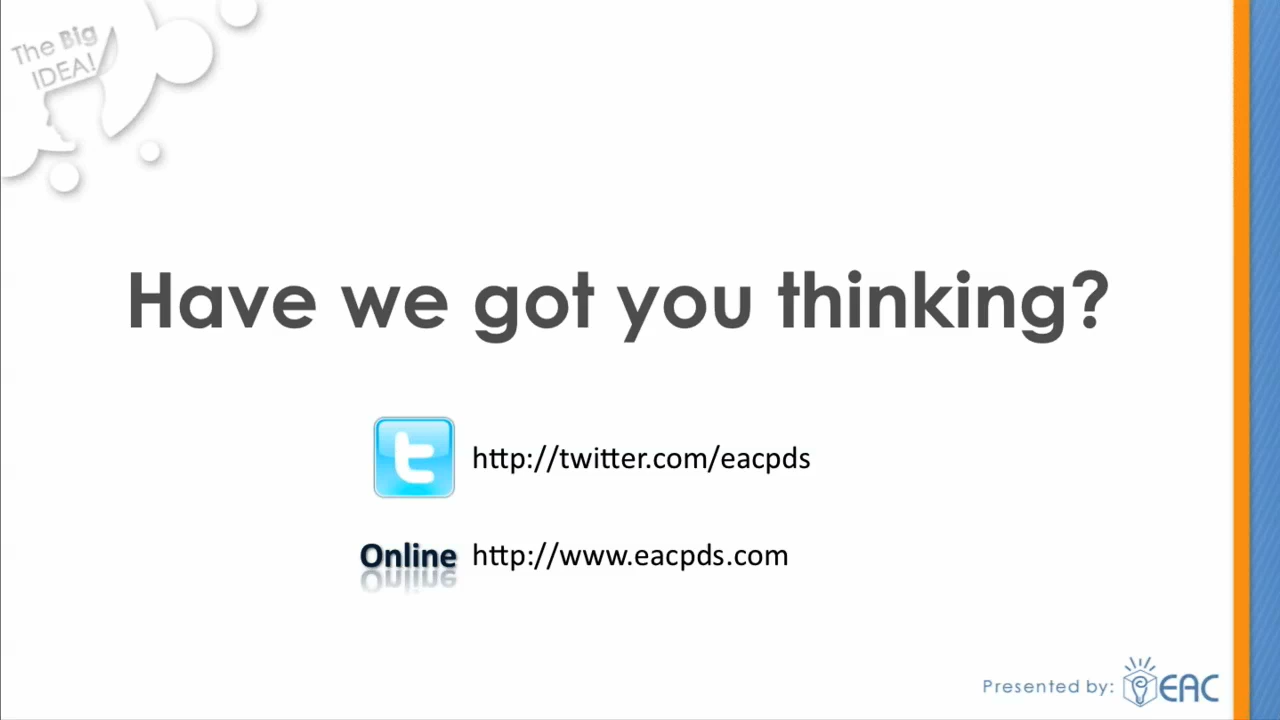 The Big
IDEA!
Have we got you thinking?
http://twitter.com/eacpds
Online http://www.eacpds.com
Presented by: EAC